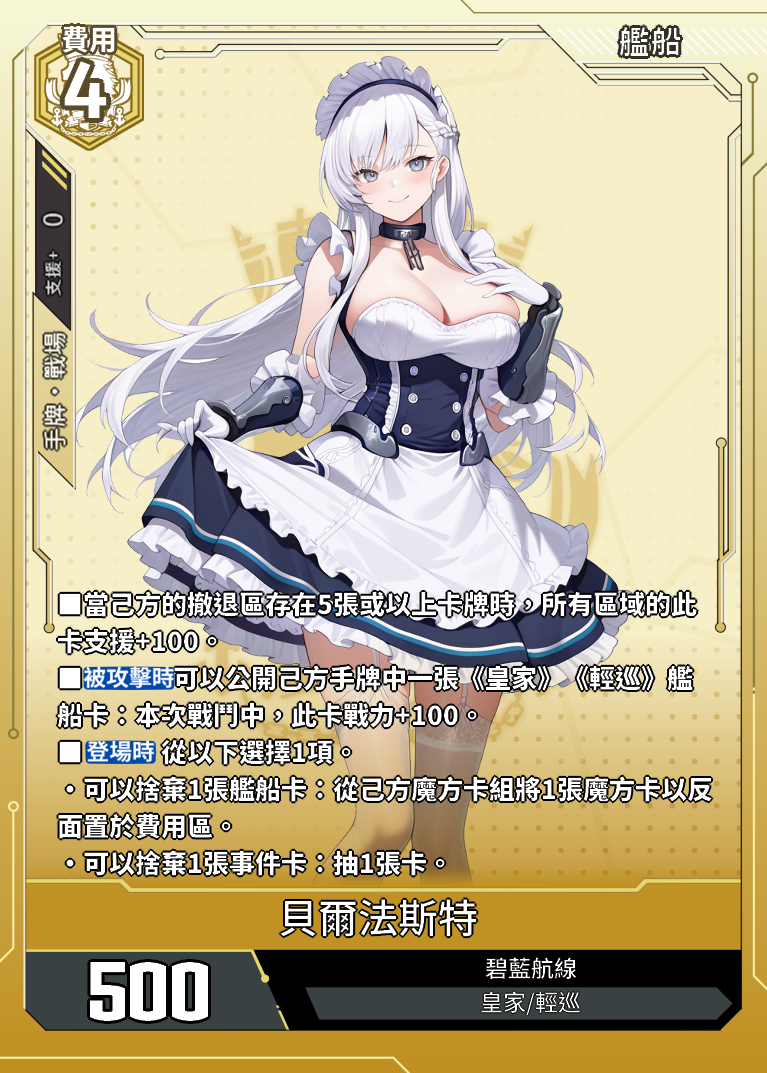 費用
4
艦船
支援+ 0
手牌・戰場
■當己方的撤退區存在5張或以上卡牌時，所有區域的此
卡支援+100。
■被攻擊時可以公開己方手牌中一張《皇家》《輕巡》艦
船卡：本次戰鬥中，此卡戰力+100。
■登場時 從以下選擇1項。
・可以捨棄1張艦船卡：從己方魔方卡組將1張魔方卡以反
面置於費用區。
・可以捨棄1張事件卡：抽1張卡。
貝爾法斯特
500
碧藍航線
皇家/輕巡